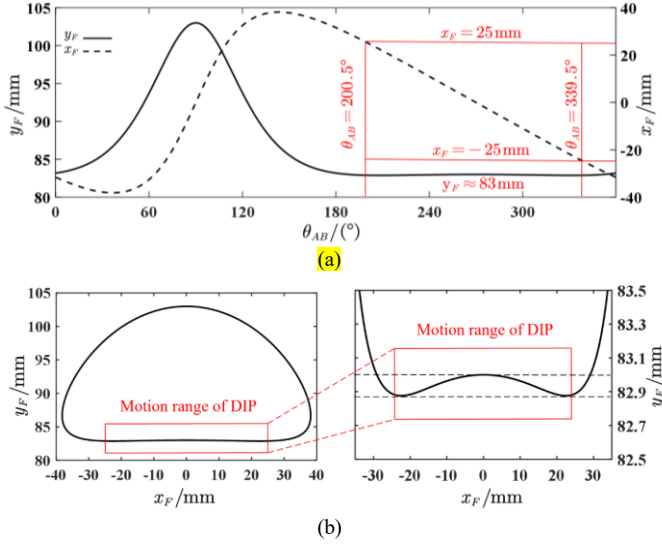 105
100
95
90
85
80
y_F/mm
y_F
x_F
x_F = 25mm
θ_AB = 200.5°
θ_AB = 339.5°
x_F = −25mm
y_F ≈ 83mm
40
20
0
-20
-40
x_F/mm
0 60 120 180 240 300
θ_AB/(°)
(a)
105
100
95
90
85
80
y_F/mm
Motion range of DIP
-40 -30 -20 -10 0 10 20 30 40
x_F/mm
Motion range of DIP
83.5
83.1
83.0
82.9
82.5
y_F/mm
-30 -20 -10 0 10 20 30
x_F/mm
(b)